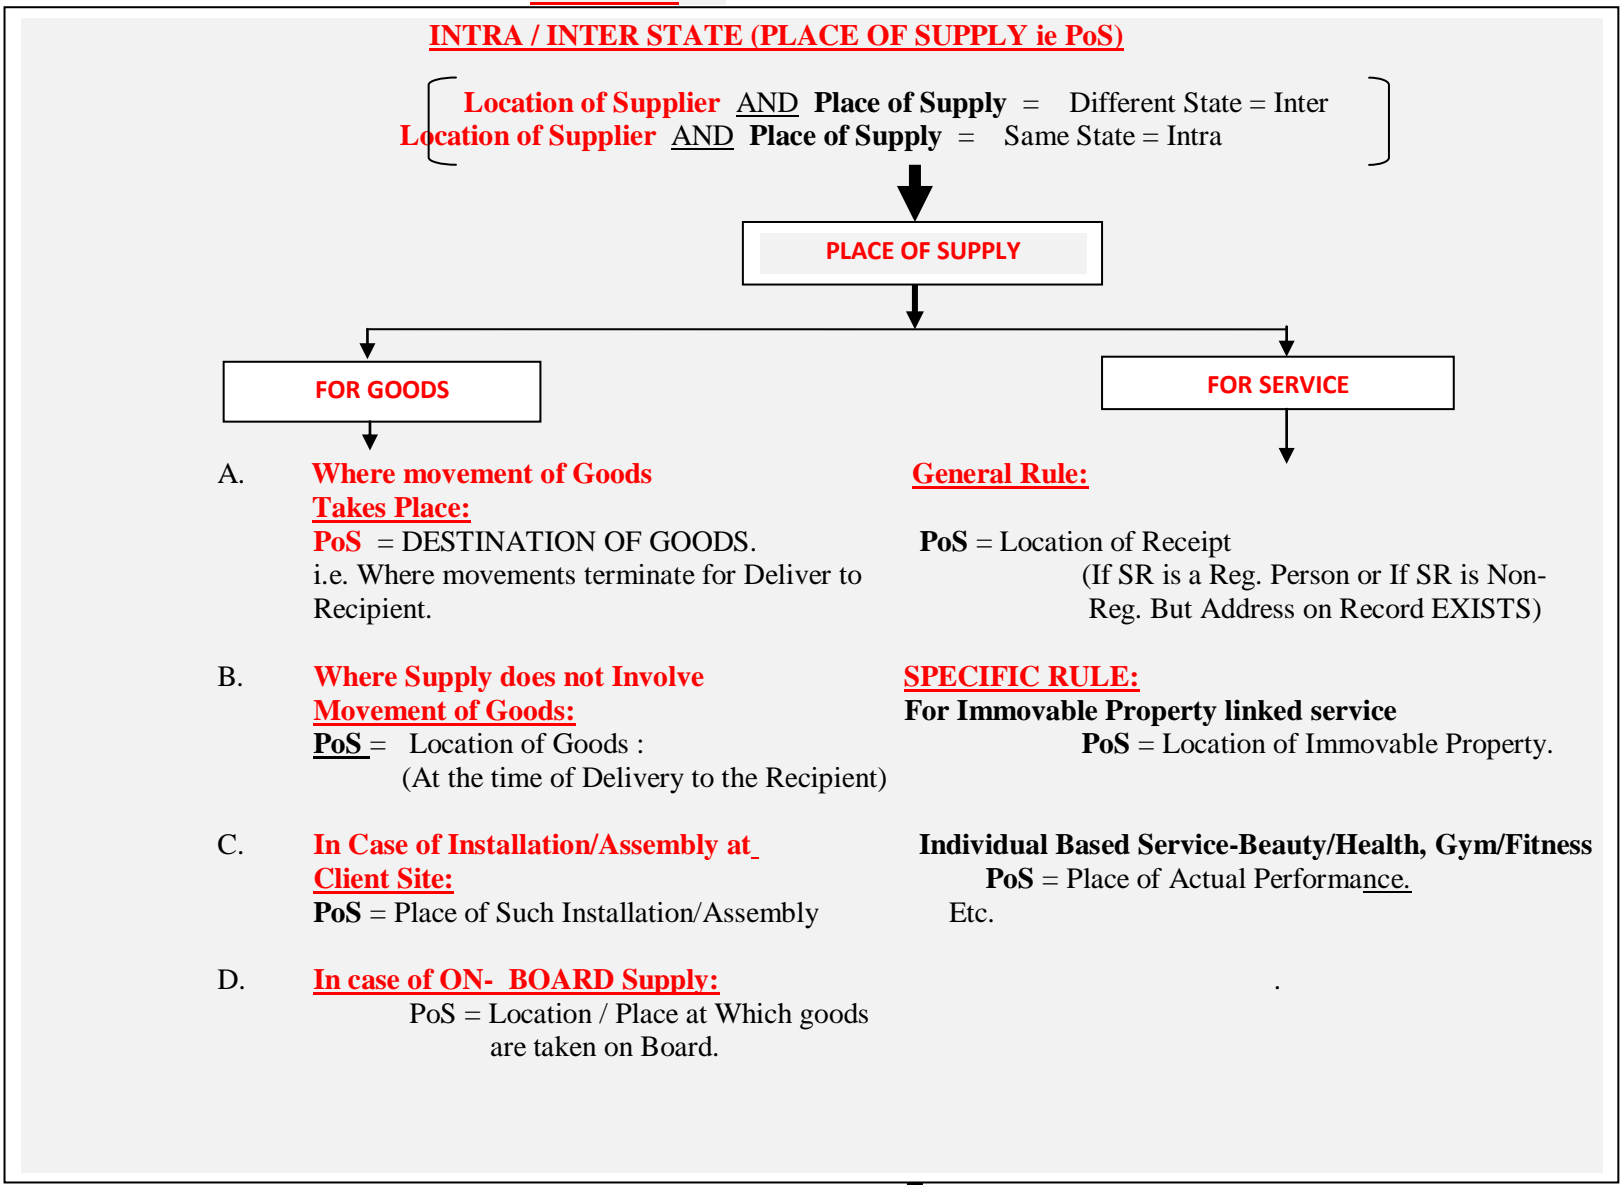 INTRA / INTER STATE (PLACE OF SUPPLY ie PoS)
Location of Supplier AND Place of Supply = Different State = Inter
Location of Supplier AND Place of Supply = Same State = Intra
PLACE OF SUPPLY
FOR GOODS
FOR SERVICE
A. Where movement of Goods
Takes Place:
PoS = DESTINATION OF GOODS.
i.e. Where movements terminate for Deliver to
Recipient.
General Rule:
PoS = Location of Receipt
(If SR is a Reg. Person or If SR is Non-
Reg. But Address on Record EXISTS)
B. Where Supply does not Involve
Movement of Goods:
PoS = Location of Goods :
(At the time of Delivery to the Recipient)
SPECIFIC RULE:
For Immovable Property linked service
PoS = Location of Immovable Property.
C. In Case of Installation/Assembly at
Client Site:
PoS = Place of Such Installation/Assembly
Individual Based Service-Beauty/Health, Gym/Fitness
PoS = Place of Actual Performance.
Etc.
D. In case of ON- BOARD Supply:
.
PoS = Location / Place at Which goods
are taken on Board.